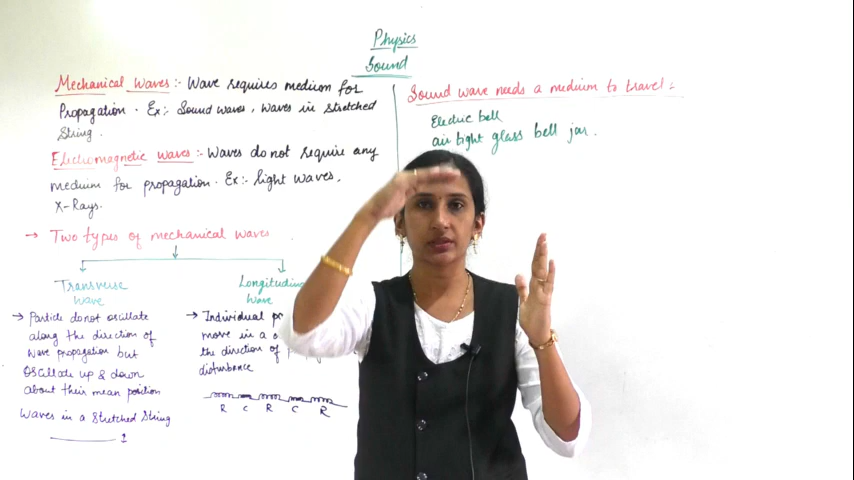 Physics
Sound
Mechanical Waves :- Wave requires medium for
Propagation. Ex :- Sound waves, Waves in Stretched
String.
Electromagnetic waves :- Waves do not require any
medium for propagation. Ex :- light Waves,
X-Rays.
→ Two types of mechanical waves
Transverse
Wave
→ Particle do not oscillate
along the direction of
Wave propagation but
Oscillate up & down
about their mean position
Waves in a Stretched String
Wave
→ Individual
move in a
the direction of
disturbance
R C R C R
Sound wave needs a medium to travel :-
Electric bell
air tight glass bell jar.